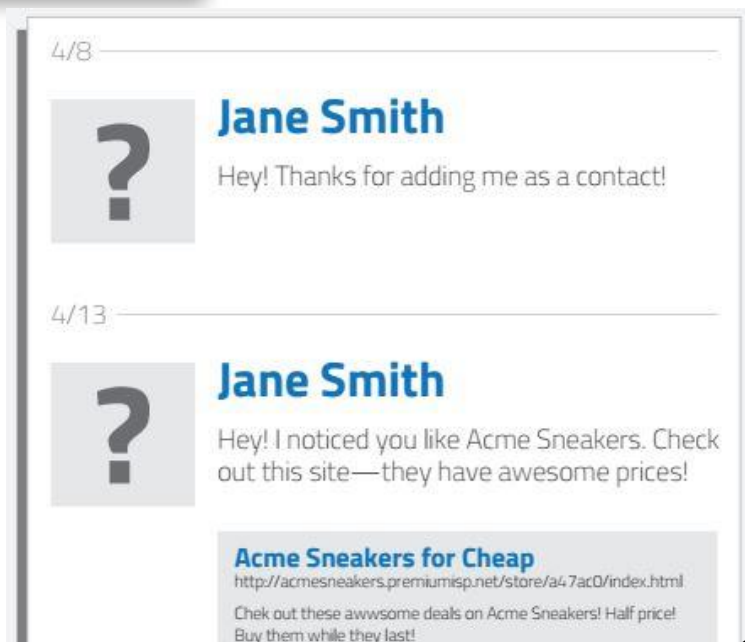 4/8
?
Jane Smith
Hey! Thanks for adding me as a contact!
4/13
?
Jane Smith
Hey! I noticed you like Acme Sneakers. Check
out this site—they have awesome prices!
Acme Sneakers for Cheap
http://acmesneakers.premiumisp.net/store/a47ac0/index.html
Chek out these awwsome deals on Acme Sneakers! Half price!
Buy them while they last!